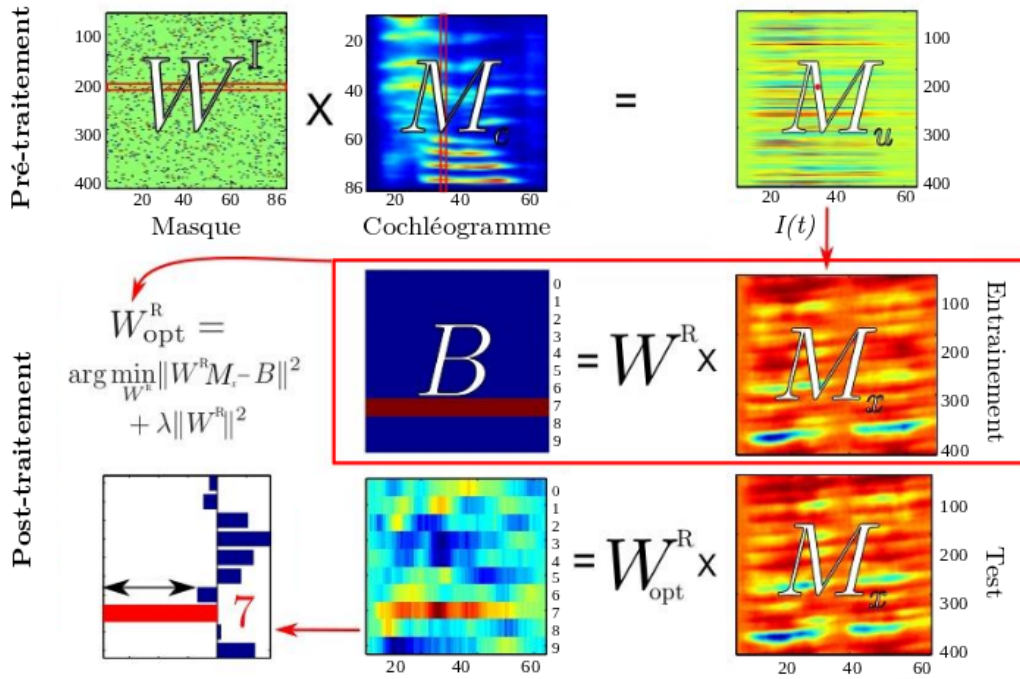 Pré-traitement
100
200
300
400
20 40 60 86
W^I
Masque
X
20
40
60
86
20 40 60
M_c
Cochléogramme
=
100
200
300
400
20 40 60
M_u
I(t)
Post-traitement
W^R_opt =
arg min_{W^R} ||W^R M_x - B||^2
+ λ||W^R||^2
B
0
1
2
3
4
5
6
7
8
9
= W^R X
M_x
100
200
300
400
Entrainement
7
0
1
2
3
4
5
6
7
8
9
20 40 60
= W^R_opt X
M_x
100
200
300
400
20 40 60
Test